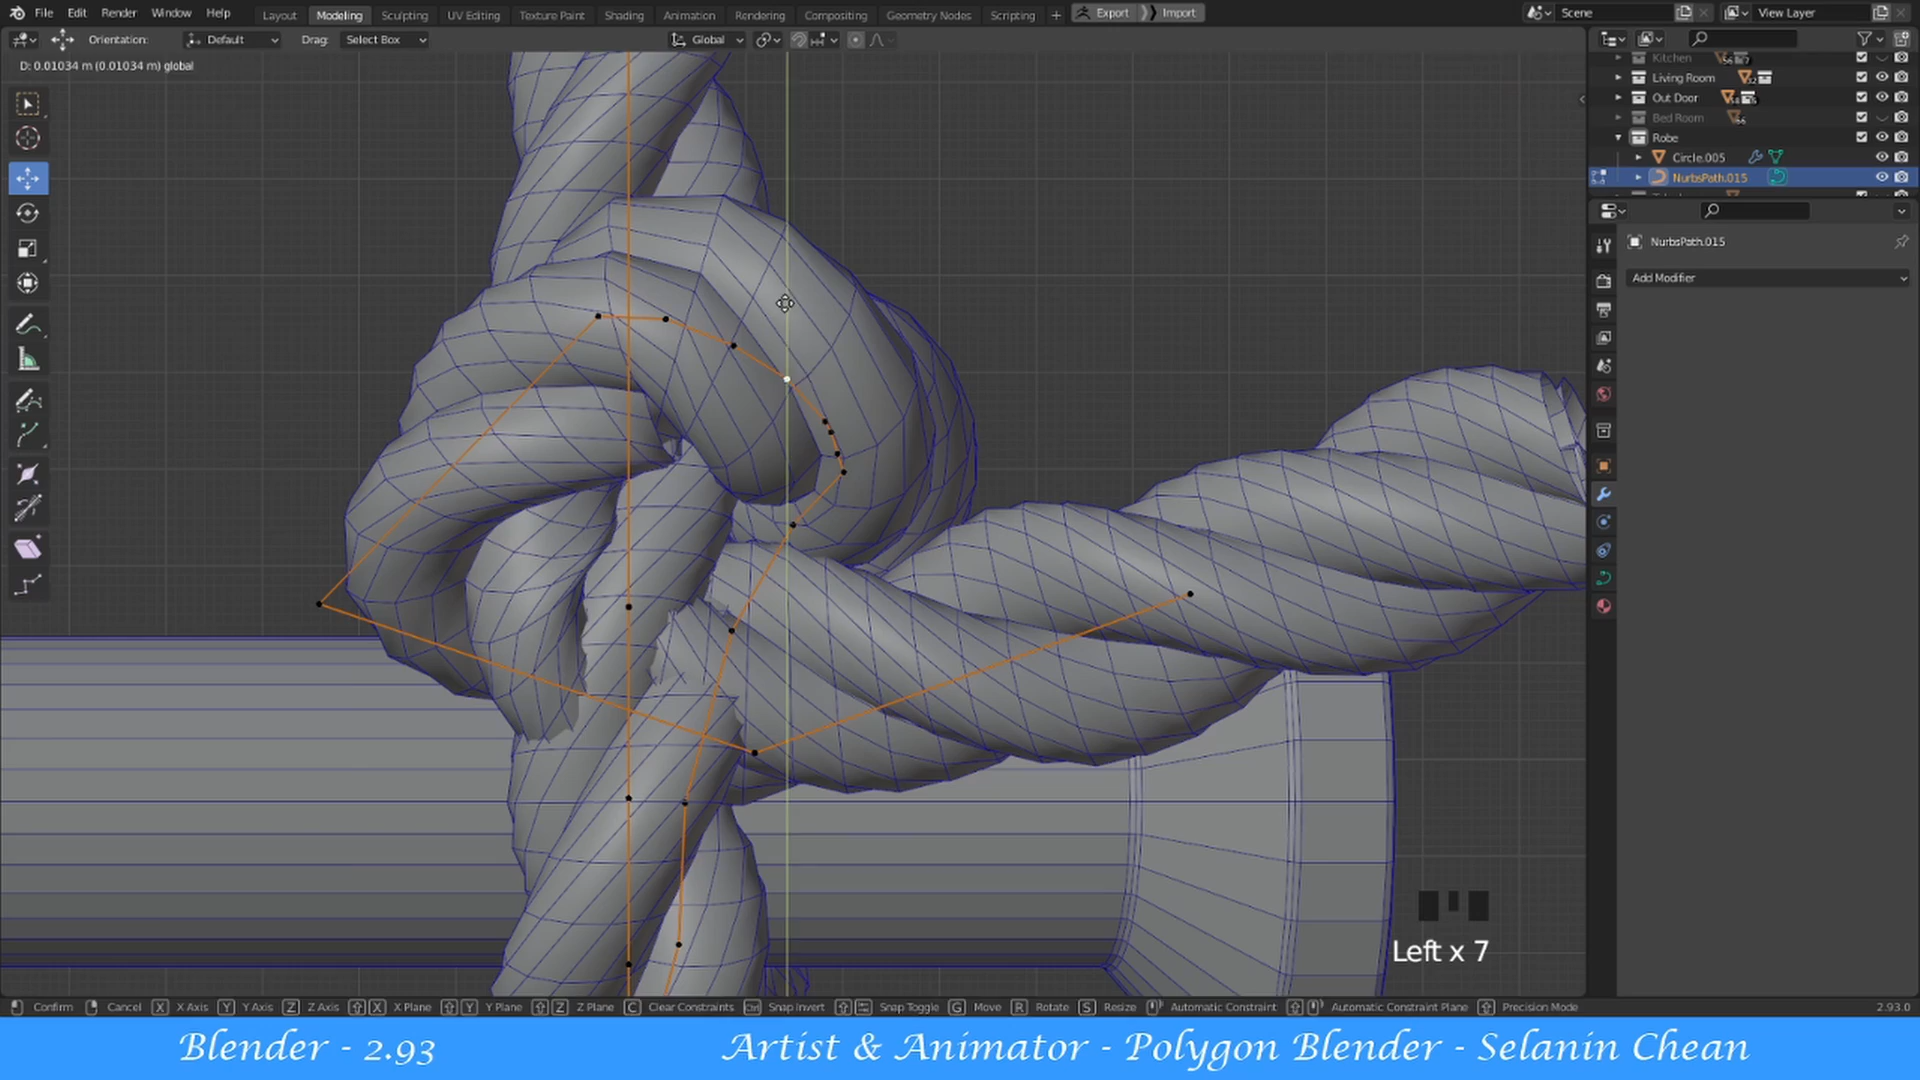 File Edit Render Window Help Layout Modeling Sculpting UV Editing Texture Paint Shading Animation Rendering Compositing Geometry Nodes Scripting + Export Import Scene View Layer
Orientation: Default Drag: Select Box Global
D: 0.01034 m (0.01034 m) global
Kitchen
Living Room
Out Door
Bed Room
Robe
Circle.005
NurbsPath.015
NurbsPath.015
Add Modifier
Left x 7
Confirm Cancel X X Axis Y Y Axis Z Z Axis X X Plane Y Y Plane Z Z Plane C Clear Constraints Ctrl Snap Invert Snap Toggle G Move R Rotate S Resize Automatic Constraint Automatic Constraint Plane Precision Mode 2.93.0
Blender - 2.93 Artist & Animator - Polygon Blender - Selanin Chean